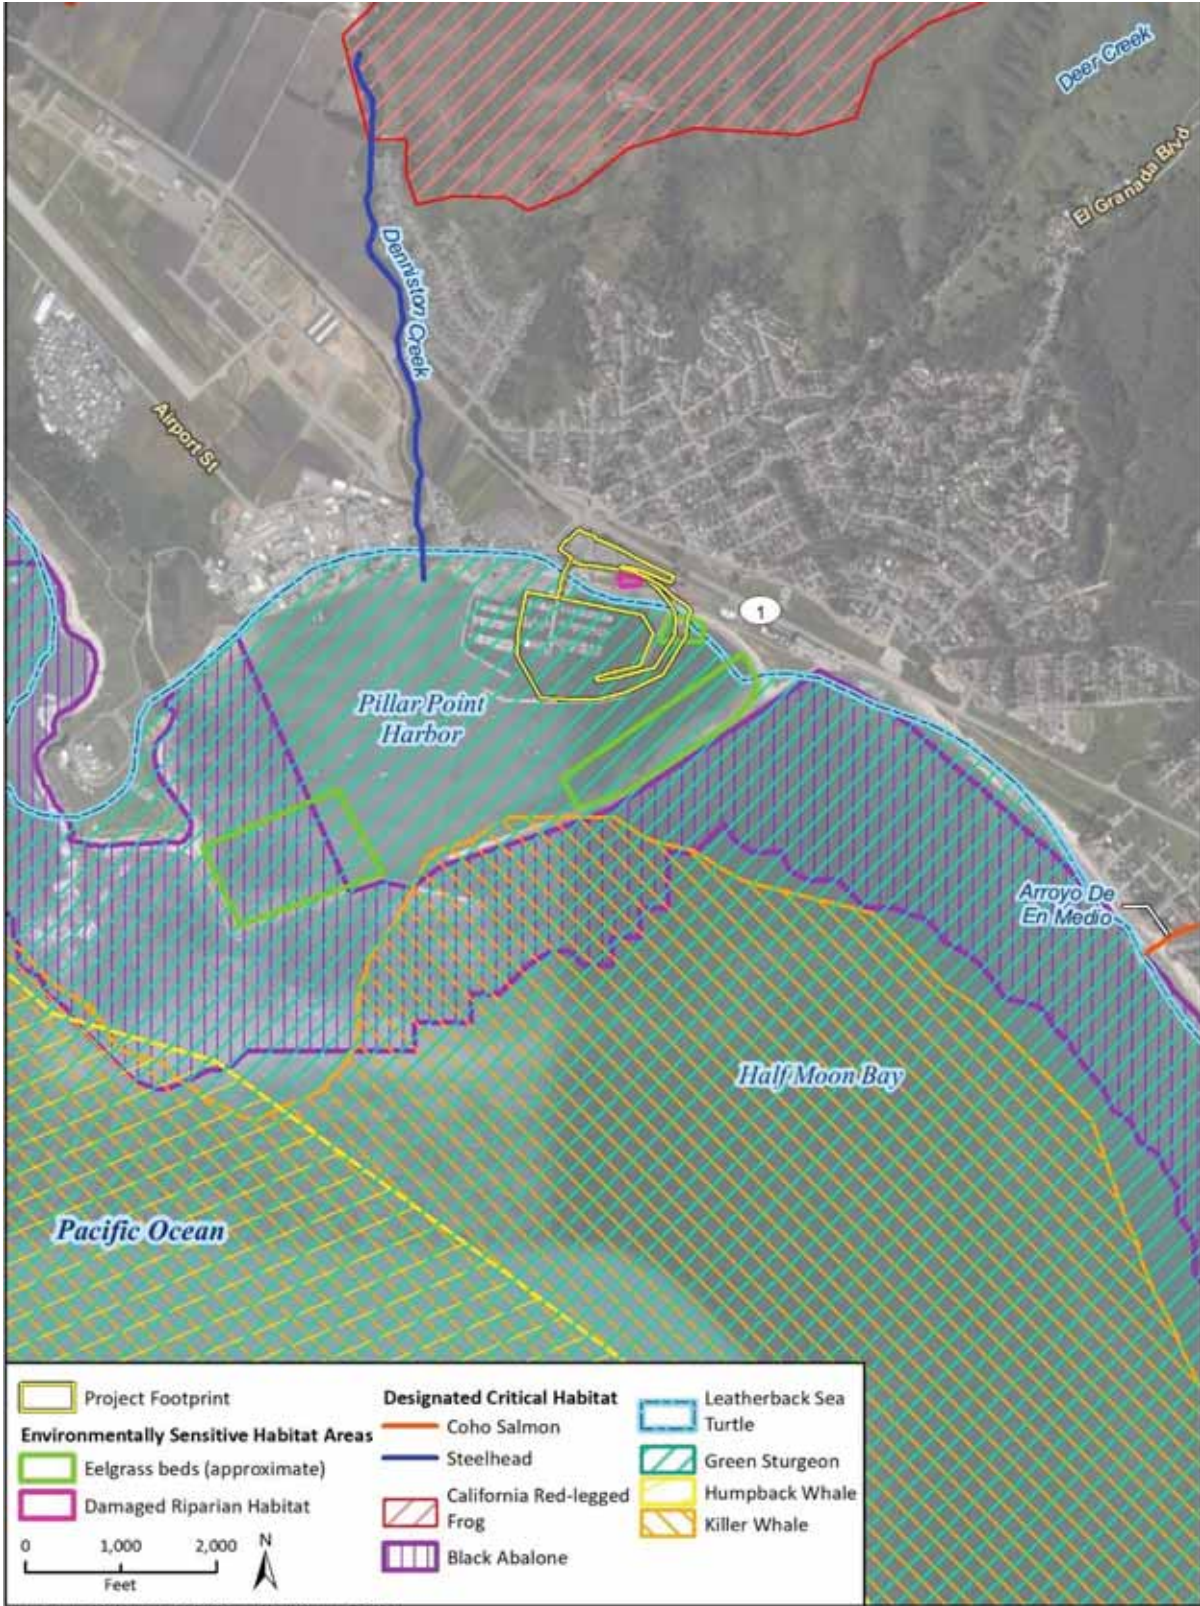 Deer Creek
El Granada Blvd
Denniston Creek
Airport St
1
Pillar Point
Harbor
Arroyo De
En Medio
Half Moon Bay
Pacific Ocean
Project Footprint
Environmentally Sensitive Habitat Areas
Eelgrass beds (approximate)
Damaged Riparian Habitat
0 1,000 2,000
Feet
N
Designated Critical Habitat
Coho Salmon
Steelhead
California Red-legged
Frog
Black Abalone
Leatherback Sea
Turtle
Green Sturgeon
Humpback Whale
Killer Whale